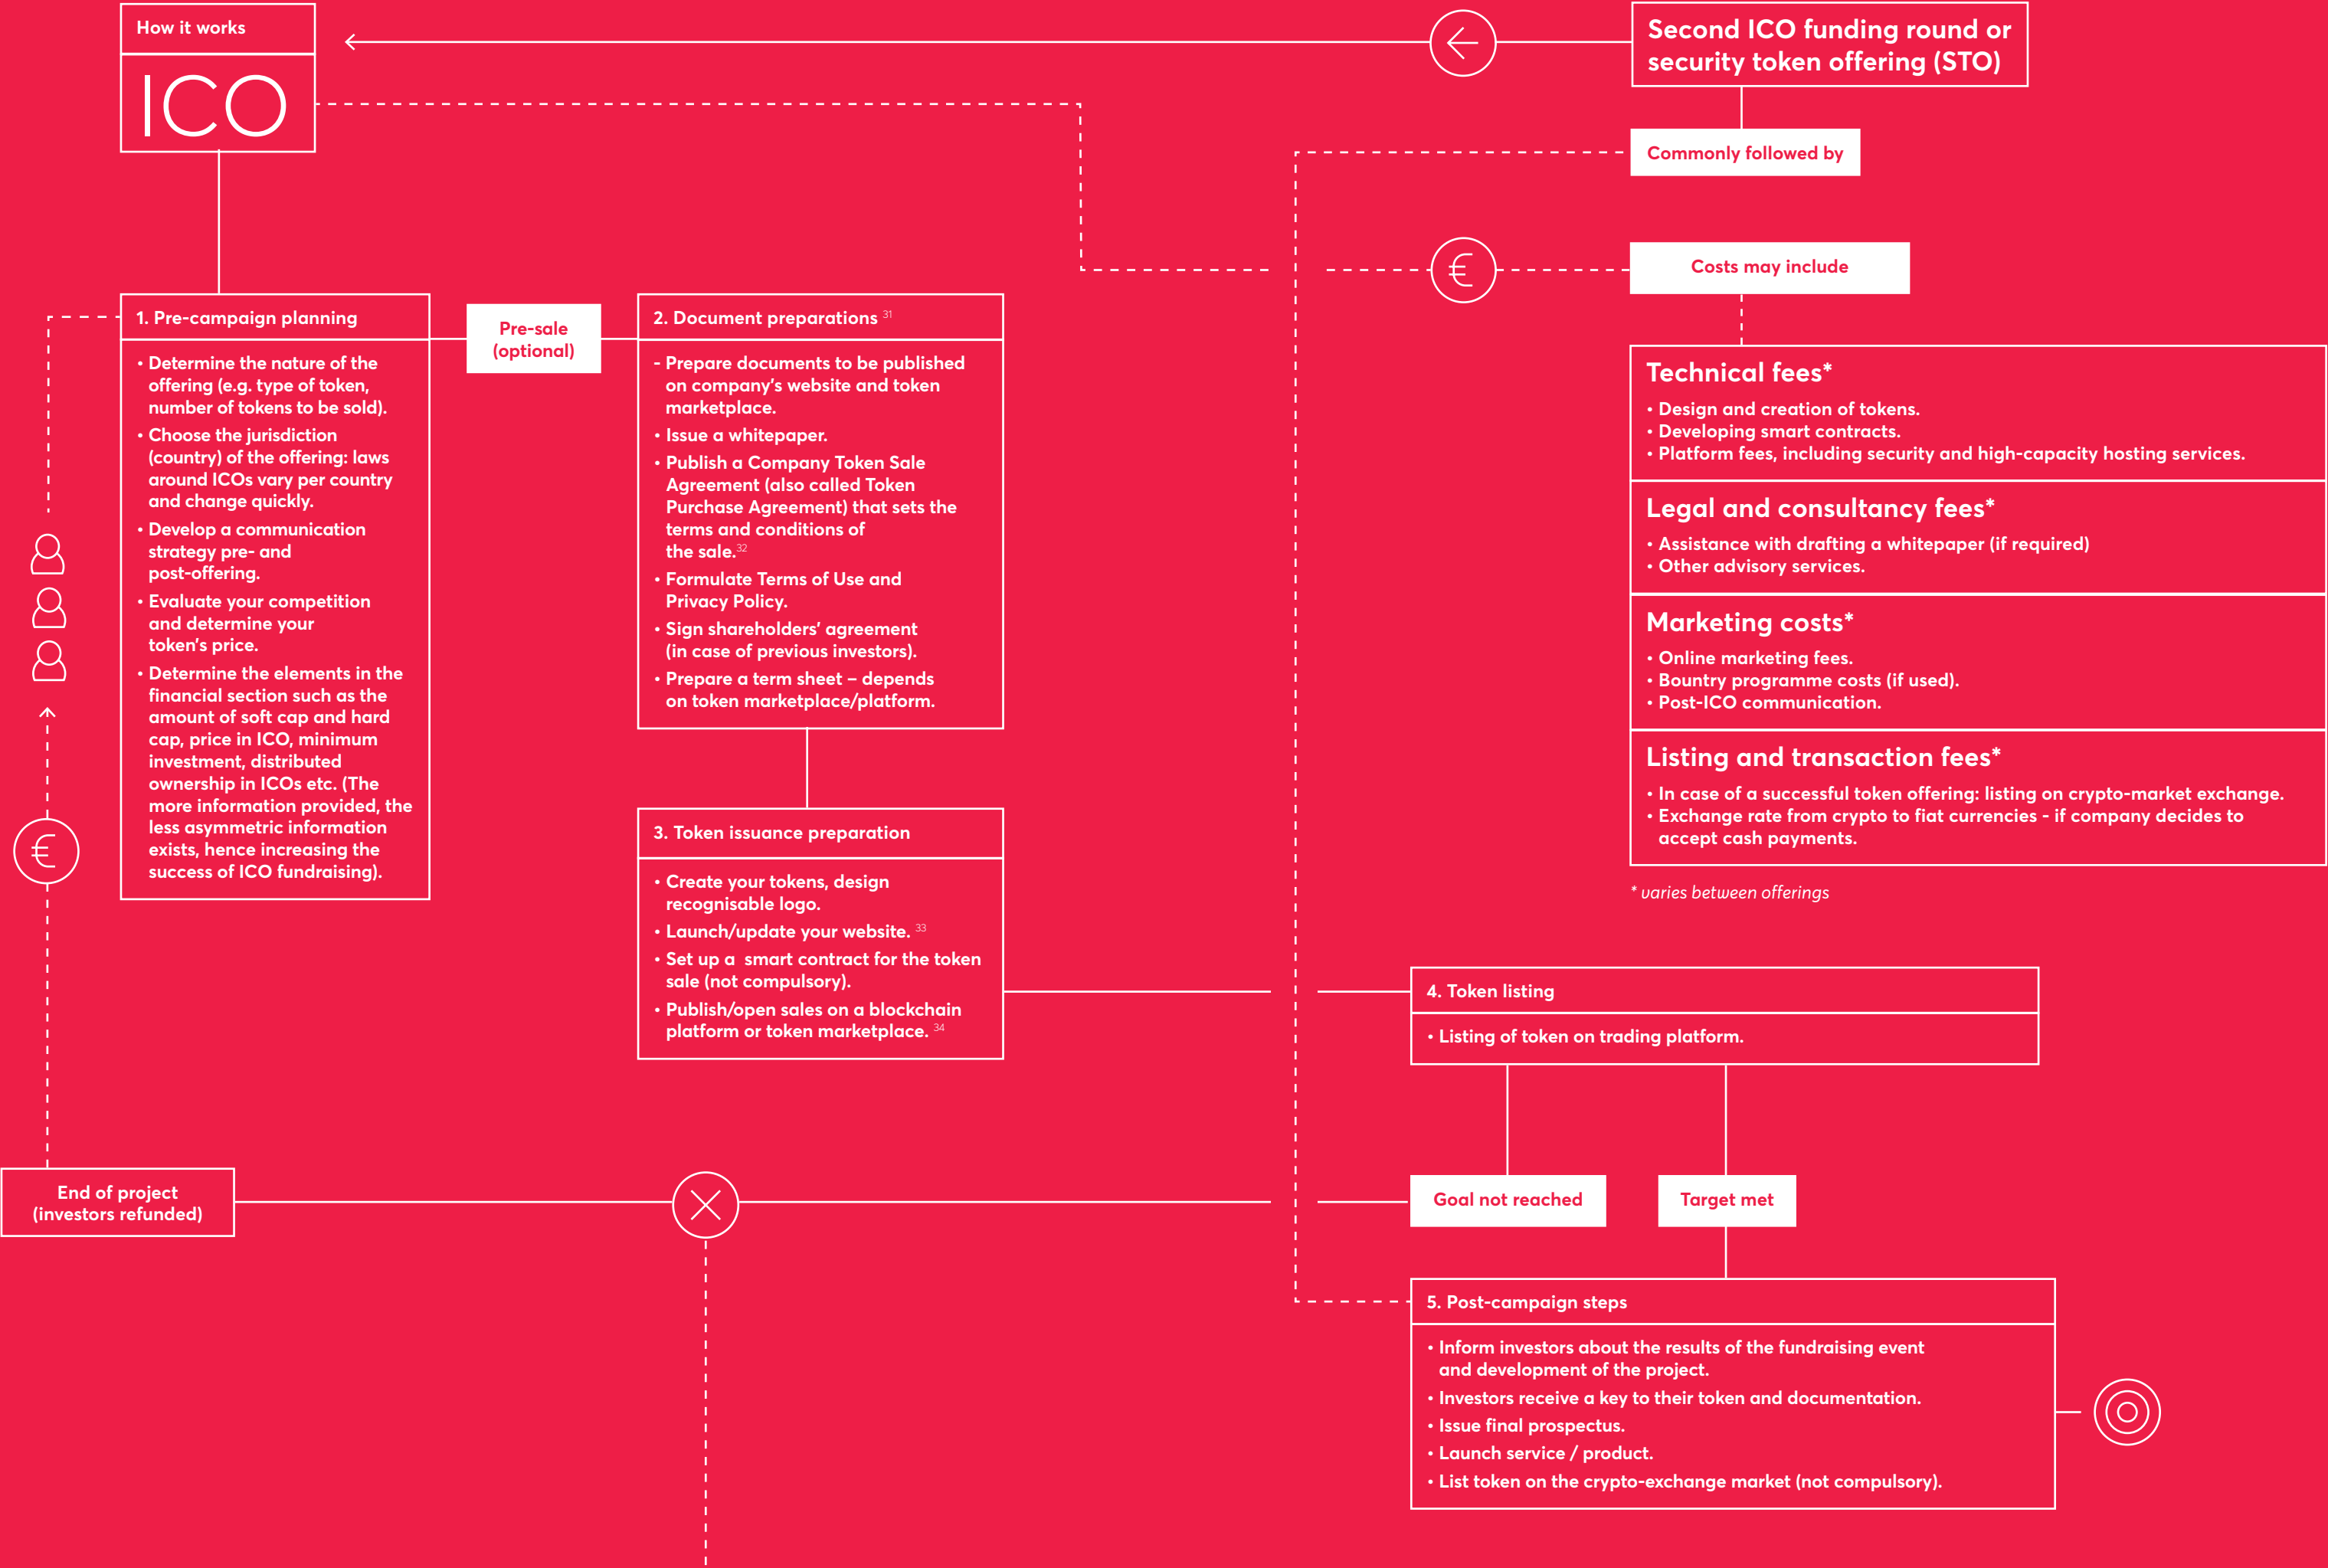 How it works
ICO
Second ICO funding round or
security token offering (STO)
Commonly followed by
Costs may include
1. Pre-campaign planning
• Determine the nature of the
offering (e.g. type of token,
number of tokens to be sold).
• Choose the jurisdiction
(country) of the offering: laws
around ICOs vary per country
and change quickly.
• Develop a communication
strategy pre- and
post-offering.
• Evaluate your competition
and determine your
token's price.
• Determine the elements in the
financial section such as the
amount of soft cap and hard
cap, price in ICO, minimum
investment, distributed
ownership in ICOs etc. (The
more information provided, the
less asymmetric information
exists, hence increasing the
success of ICO fundraising).
Pre-sale
(optional)
2. Document preparations 31
- Prepare documents to be published
on company's website and token
marketplace.
• Issue a whitepaper.
• Publish a Company Token Sale
Agreement (also called Token
Purchase Agreement) that sets the
terms and conditions of
the sale.32
• Formulate Terms of Use and
Privacy Policy.
• Sign shareholders' agreement
(in case of previous investors).
• Prepare a term sheet – depends
on token marketplace/platform.
3. Token issuance preparation
• Create your tokens, design
recognisable logo.
• Launch/update your website. 33
• Set up a smart contract for the token
sale (not compulsory).
• Publish/open sales on a blockchain
platform or token marketplace. 34
€
Technical fees*
• Design and creation of tokens.
• Developing smart contracts.
• Platform fees, including security and high-capacity hosting services.
Legal and consultancy fees*
• Assistance with drafting a whitepaper (if required)
• Other advisory services.
Marketing costs*
• Online marketing fees.
• Bountry programme costs (if used).
• Post-ICO communication.
Listing and transaction fees*
• In case of a successful token offering: listing on crypto-market exchange.
• Exchange rate from crypto to fiat currencies - if company decides to
accept cash payments.
* varies between offerings
4. Token listing
• Listing of token on trading platform.
€
End of project
(investors refunded)
Goal not reached
Target met
5. Post-campaign steps
• Inform investors about the results of the fundraising event
and development of the project.
• Investors receive a key to their token and documentation.
• Issue final prospectus.
• Launch service / product.
• List token on the crypto-exchange market (not compulsory).